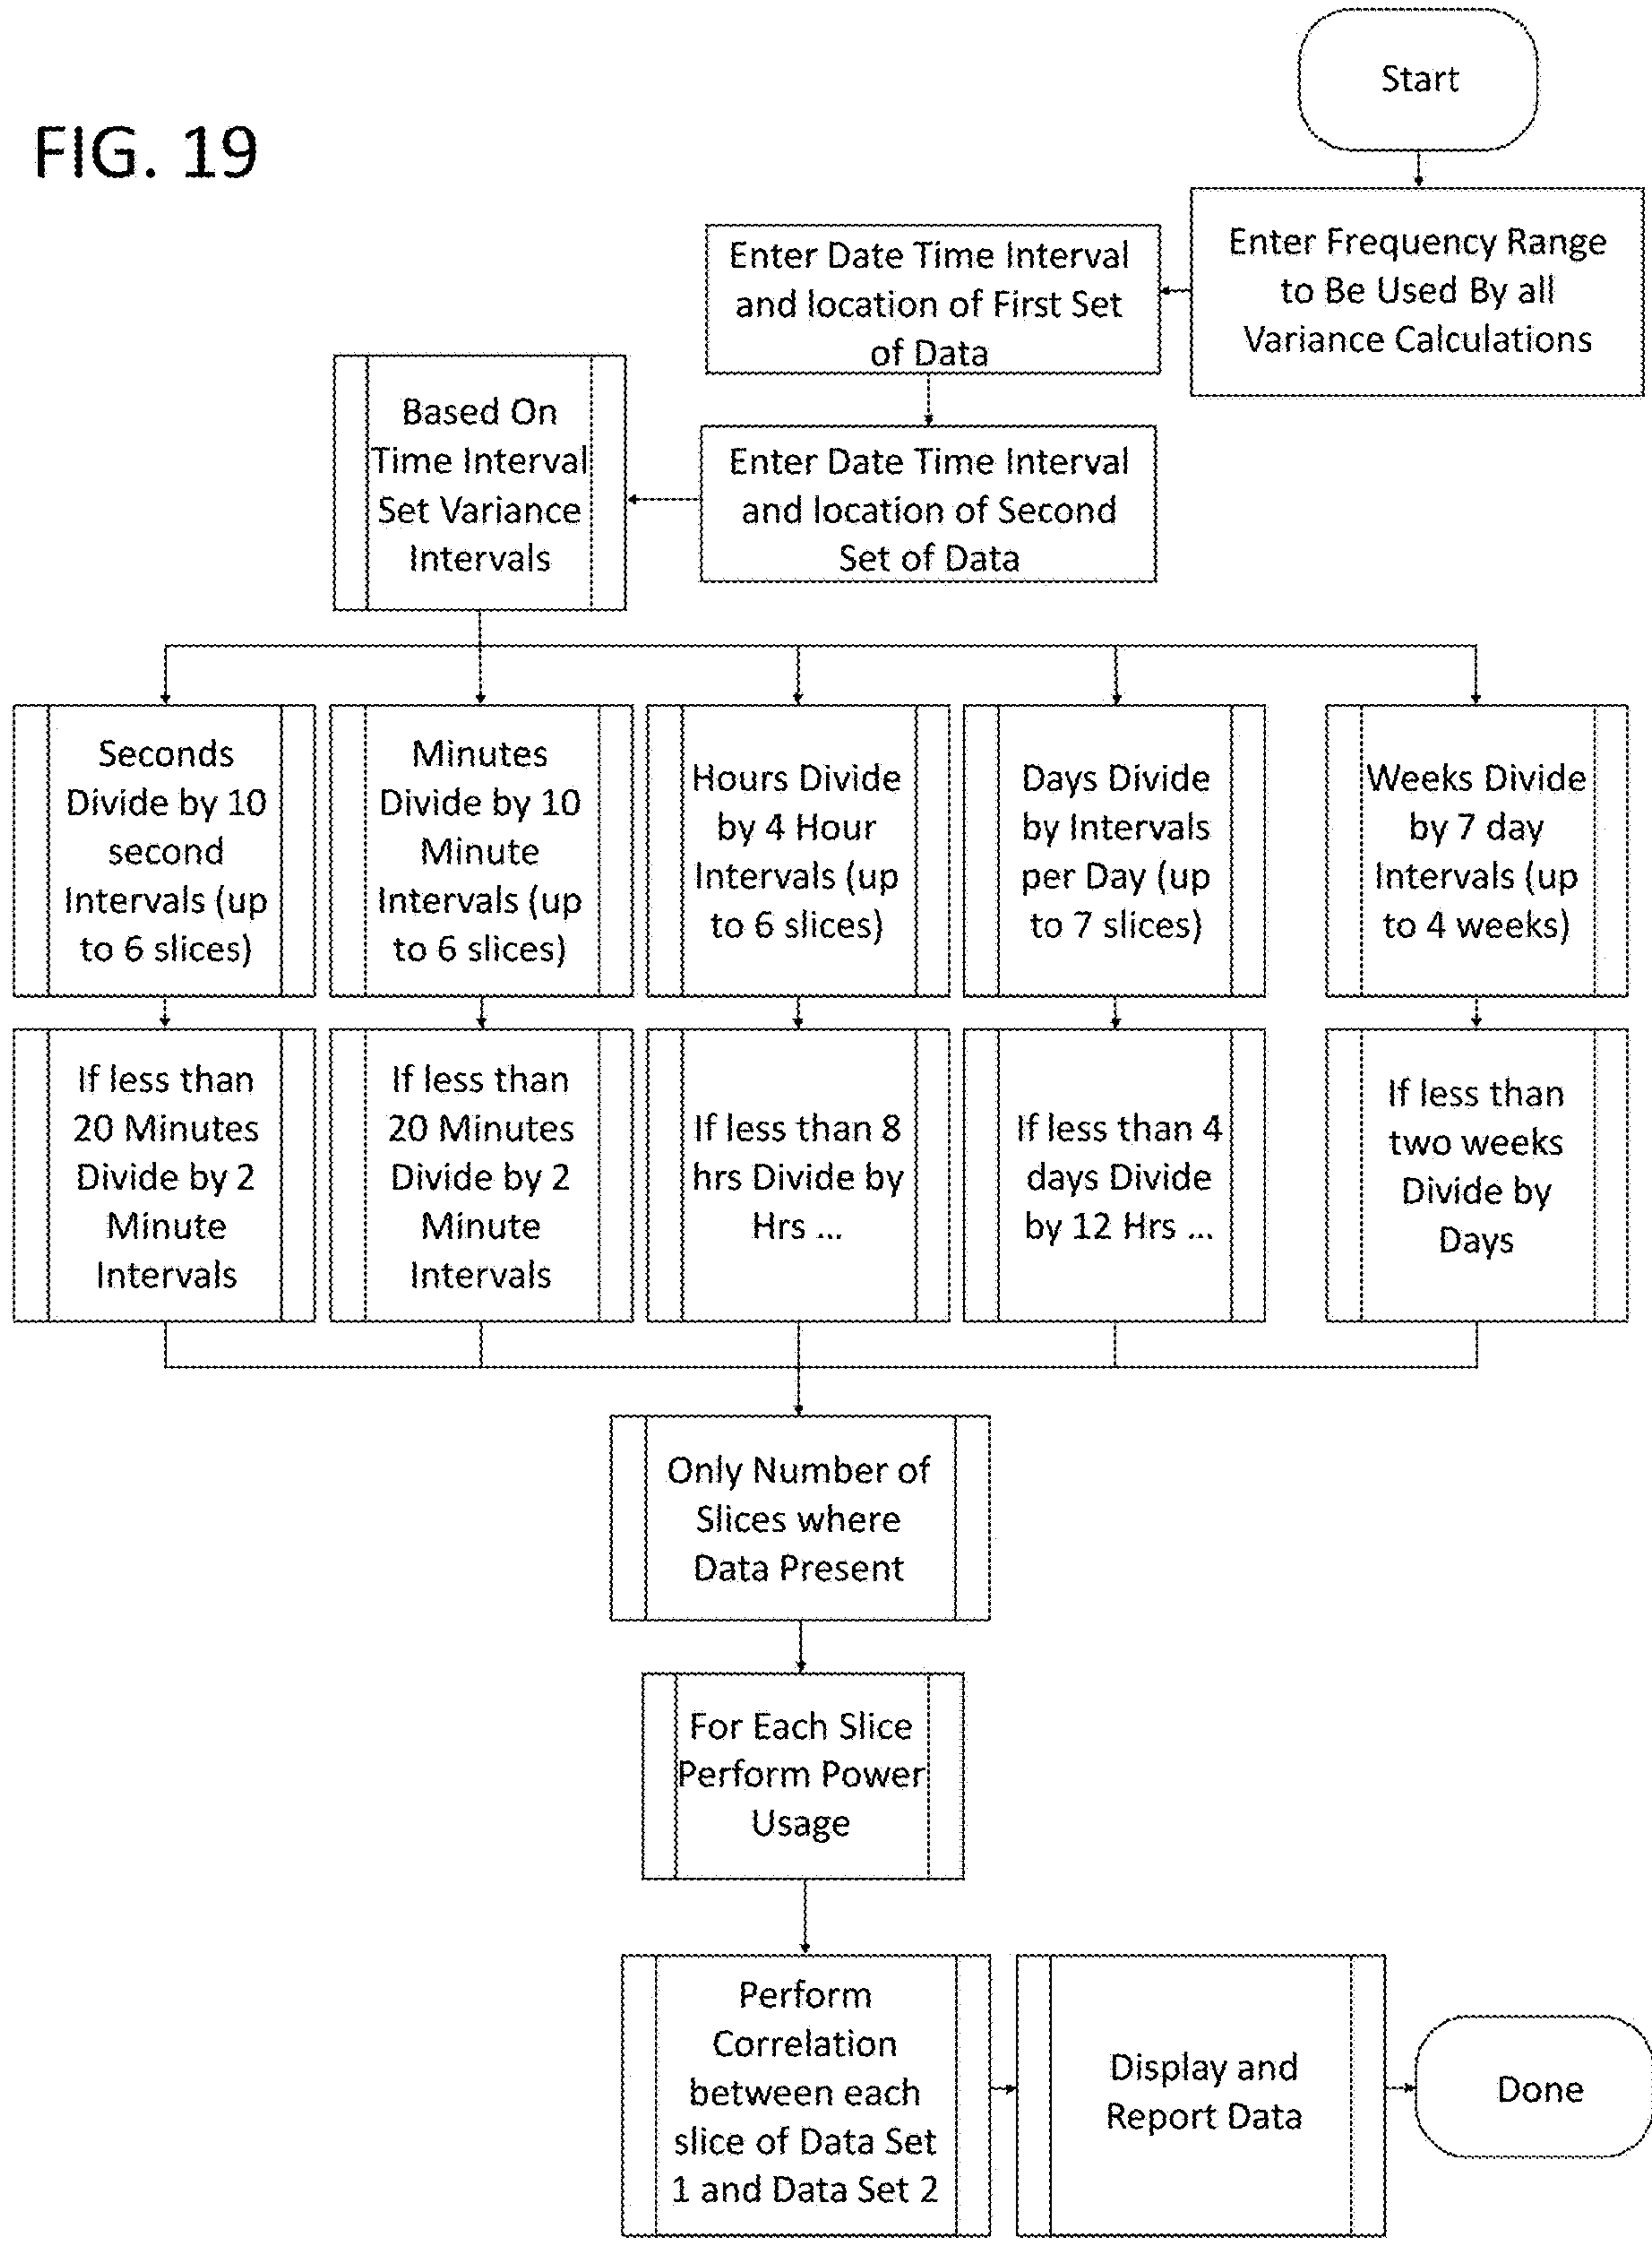 FIG. 19
Start
Enter Frequency Range
to Be Used By all
Variance Calculations
Enter Date Time Interval
and location of First Set
of Data
Enter Date Time Interval
and location of Second
Set of Data
Based On
Time Interval
Set Variance
Intervals
Seconds
Divide by 10
second
Intervals (up
to 6 slices)
Minutes
Divide by 10
Minute
Intervals (up
to 6 slices)
Hours Divide
by 4 Hour
Intervals (up
to 6 slices)
Days Divide
by Intervals
per Day (up
to 7 slices)
Weeks Divide
by 7 day
Intervals (up
to 4 weeks)
If less than
20 Minutes
Divide by 2
Minute
Intervals
If less than
20 Minutes
Divide by 2
Minute
Intervals
If less than 8
hrs Divide by
Hrs ...
If less than 4
days Divide
by 12 Hrs ...
If less than
two weeks
Divide by
Days
Only Number of
Slices where
Data Present
For Each Slice
Perform Power
Usage
Perform
Correlation
between each
slice of Data Set
1 and Data Set 2
Display and
Report Data
Done